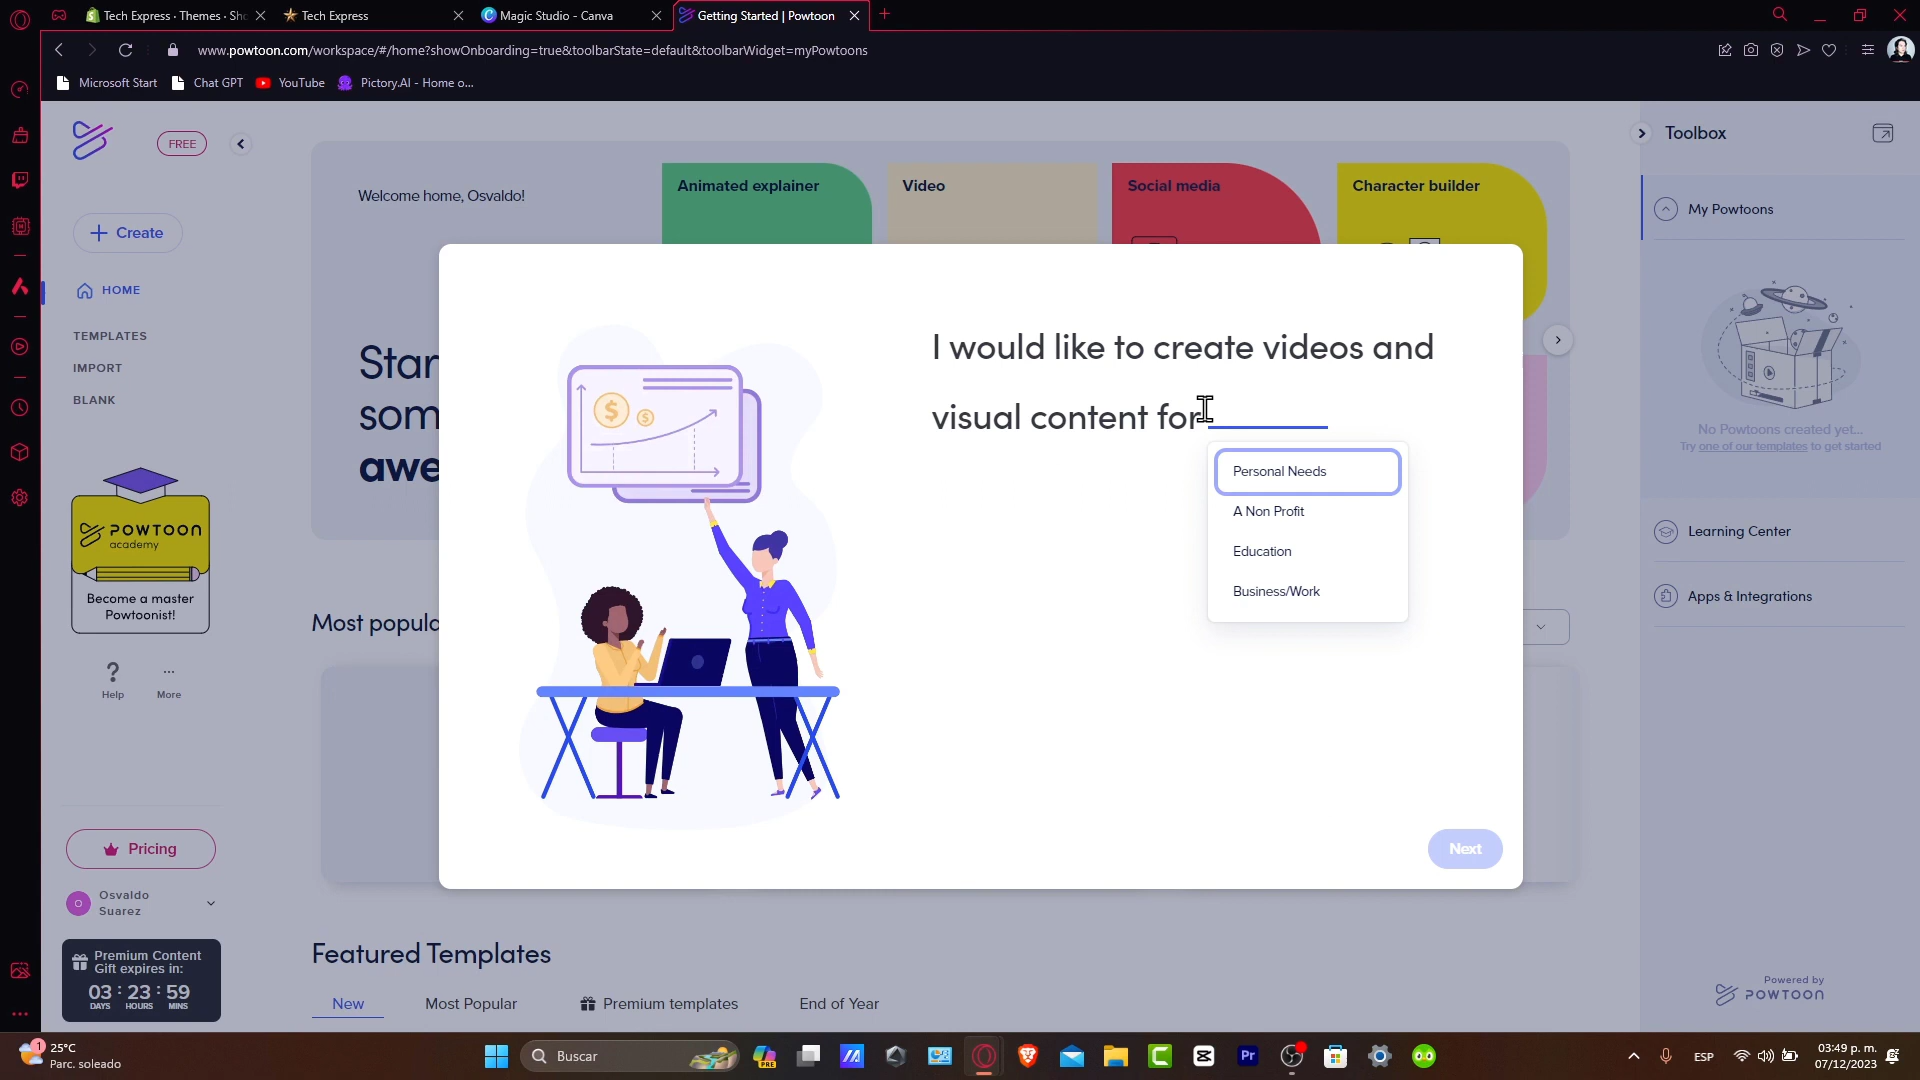 Tech Express · Themes · Sho
Tech Express
Magic Studio - Canva
Getting Started | Powtoon
www.powtoon.com/workspace/#/home?showOnboarding=true&toolbarState=default&toolbarWidget=myPowtoons
Microsoft Start
Chat GPT
YouTube
Pictory.AI - Home o...
FREE
Create
HOME
TEMPLATES
IMPORT
BLANK
POWTOON
academy
Become a master
Powtoonist!
?
Help
...
More
Pricing
O
Osvaldo
Suarez
Premium Content
Gift expires in:
03 : 23 : 59
DAYS HOURS MINS
Welcome home, Osvaldo!
Animated explainer
Video
Social media
Character builder
Star
som
awe
I would like to create videos and
visual content for
Personal Needs
A Non Profit
Education
Business/Work
Next
Most popula
Featured Templates
New
Most Popular
Premium templates
End of Year
Toolbox
My Powtoons
No Powtoons created yet...
Try one of our templates to get started
Learning Center
Apps & Integrations
Powered by
POWTOON
1
25°C
Parc. soleado
Buscar
PRE
Pr
ESP
03:49 p. m.
07/12/2023